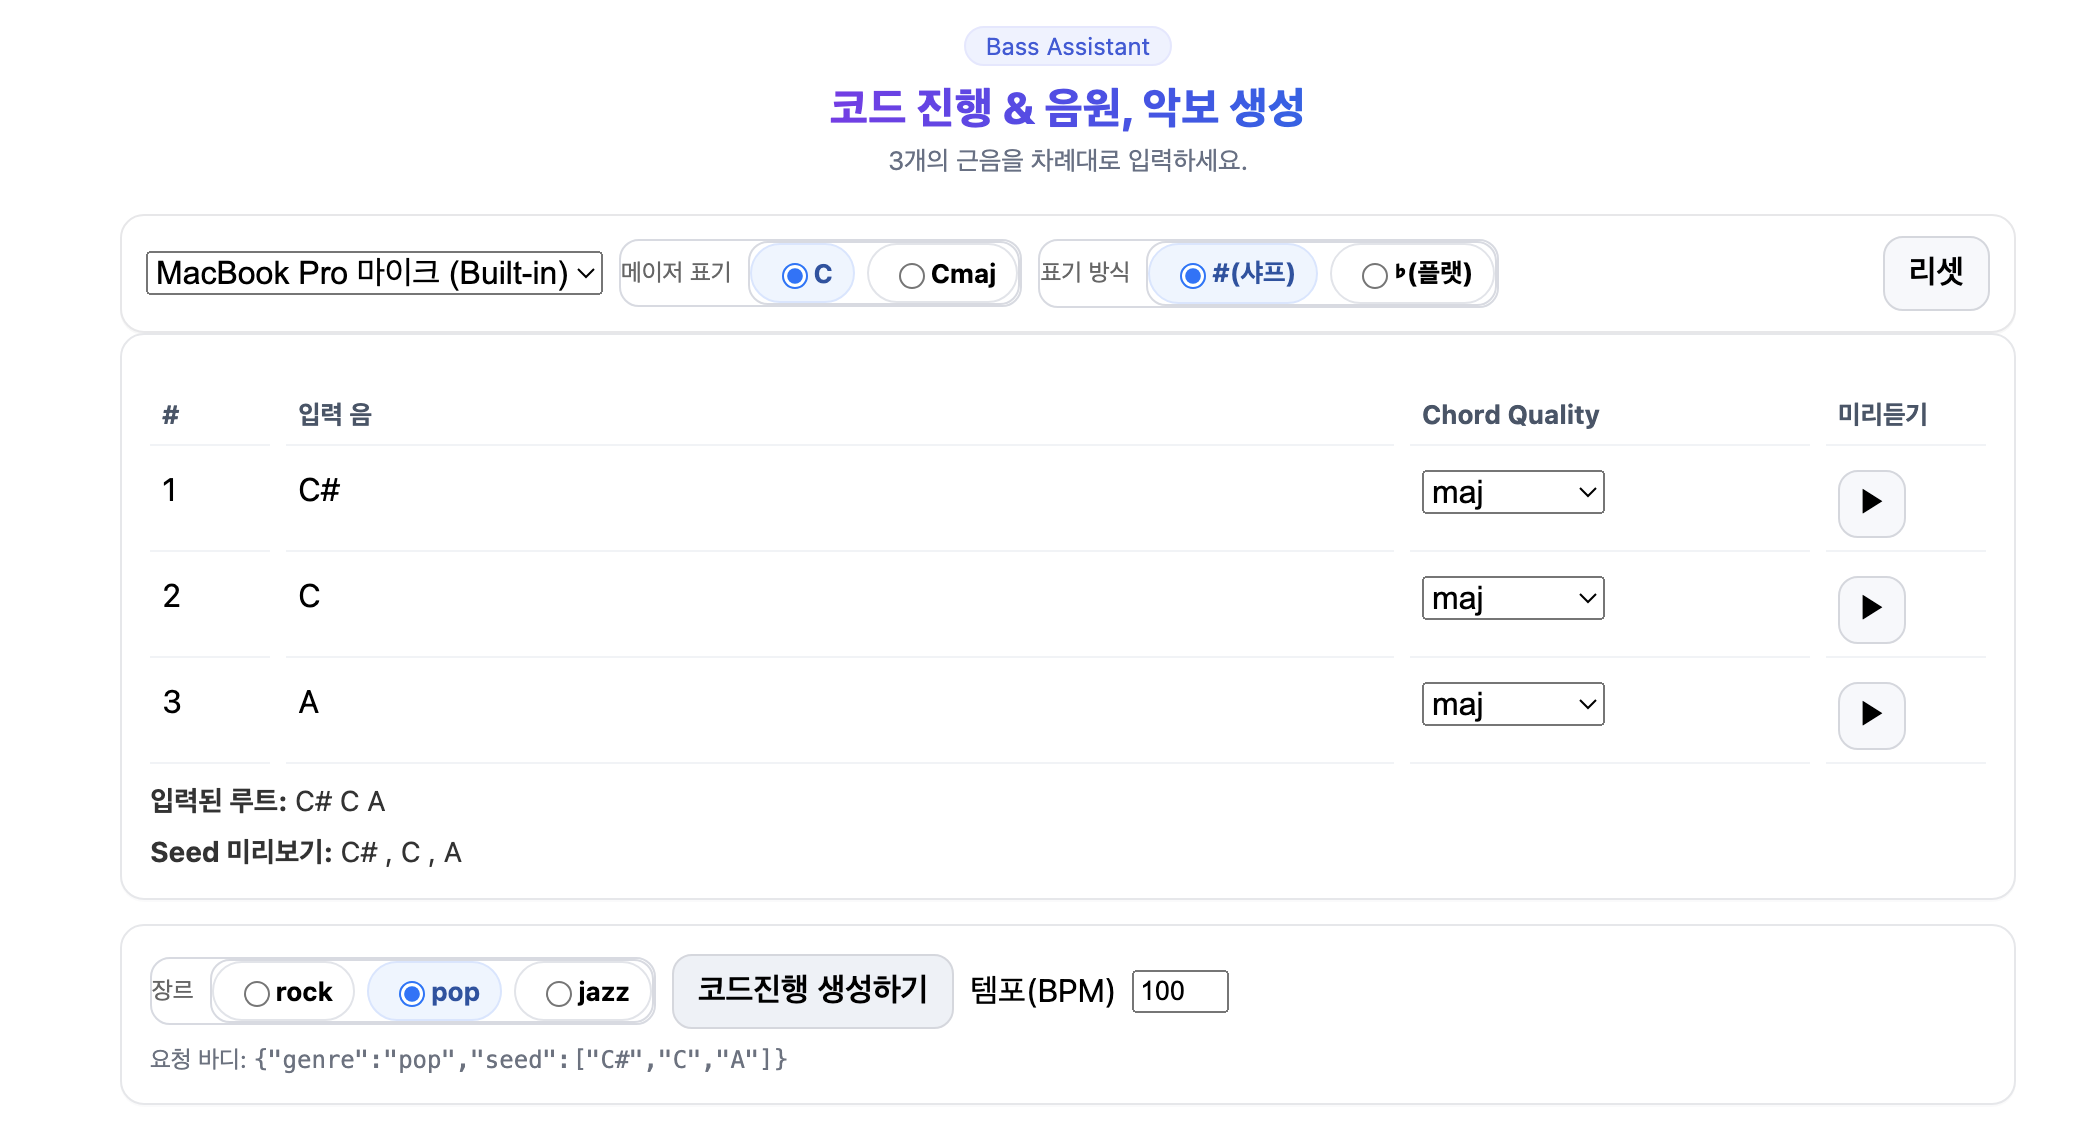 Bass Assistant
코드 진행 & 음원, 악보 생성
3개의 근음을 차례대로 입력하세요.
MacBook Pro 마이크 (Built-in) 메이저 표기 C Cmaj 표기 방식 #(샤프) ♭(플랫) 리셋
# 입력 음 Chord Quality 미리듣기
1 C# maj
2 C maj
3 A maj
입력된 루트: C# C A
Seed 미리보기: C# , C , A
장르 rock pop jazz 코드진행 생성하기 템포(BPM) 100
요청 바디: {"genre":"pop","seed":["C#","C","A"]}